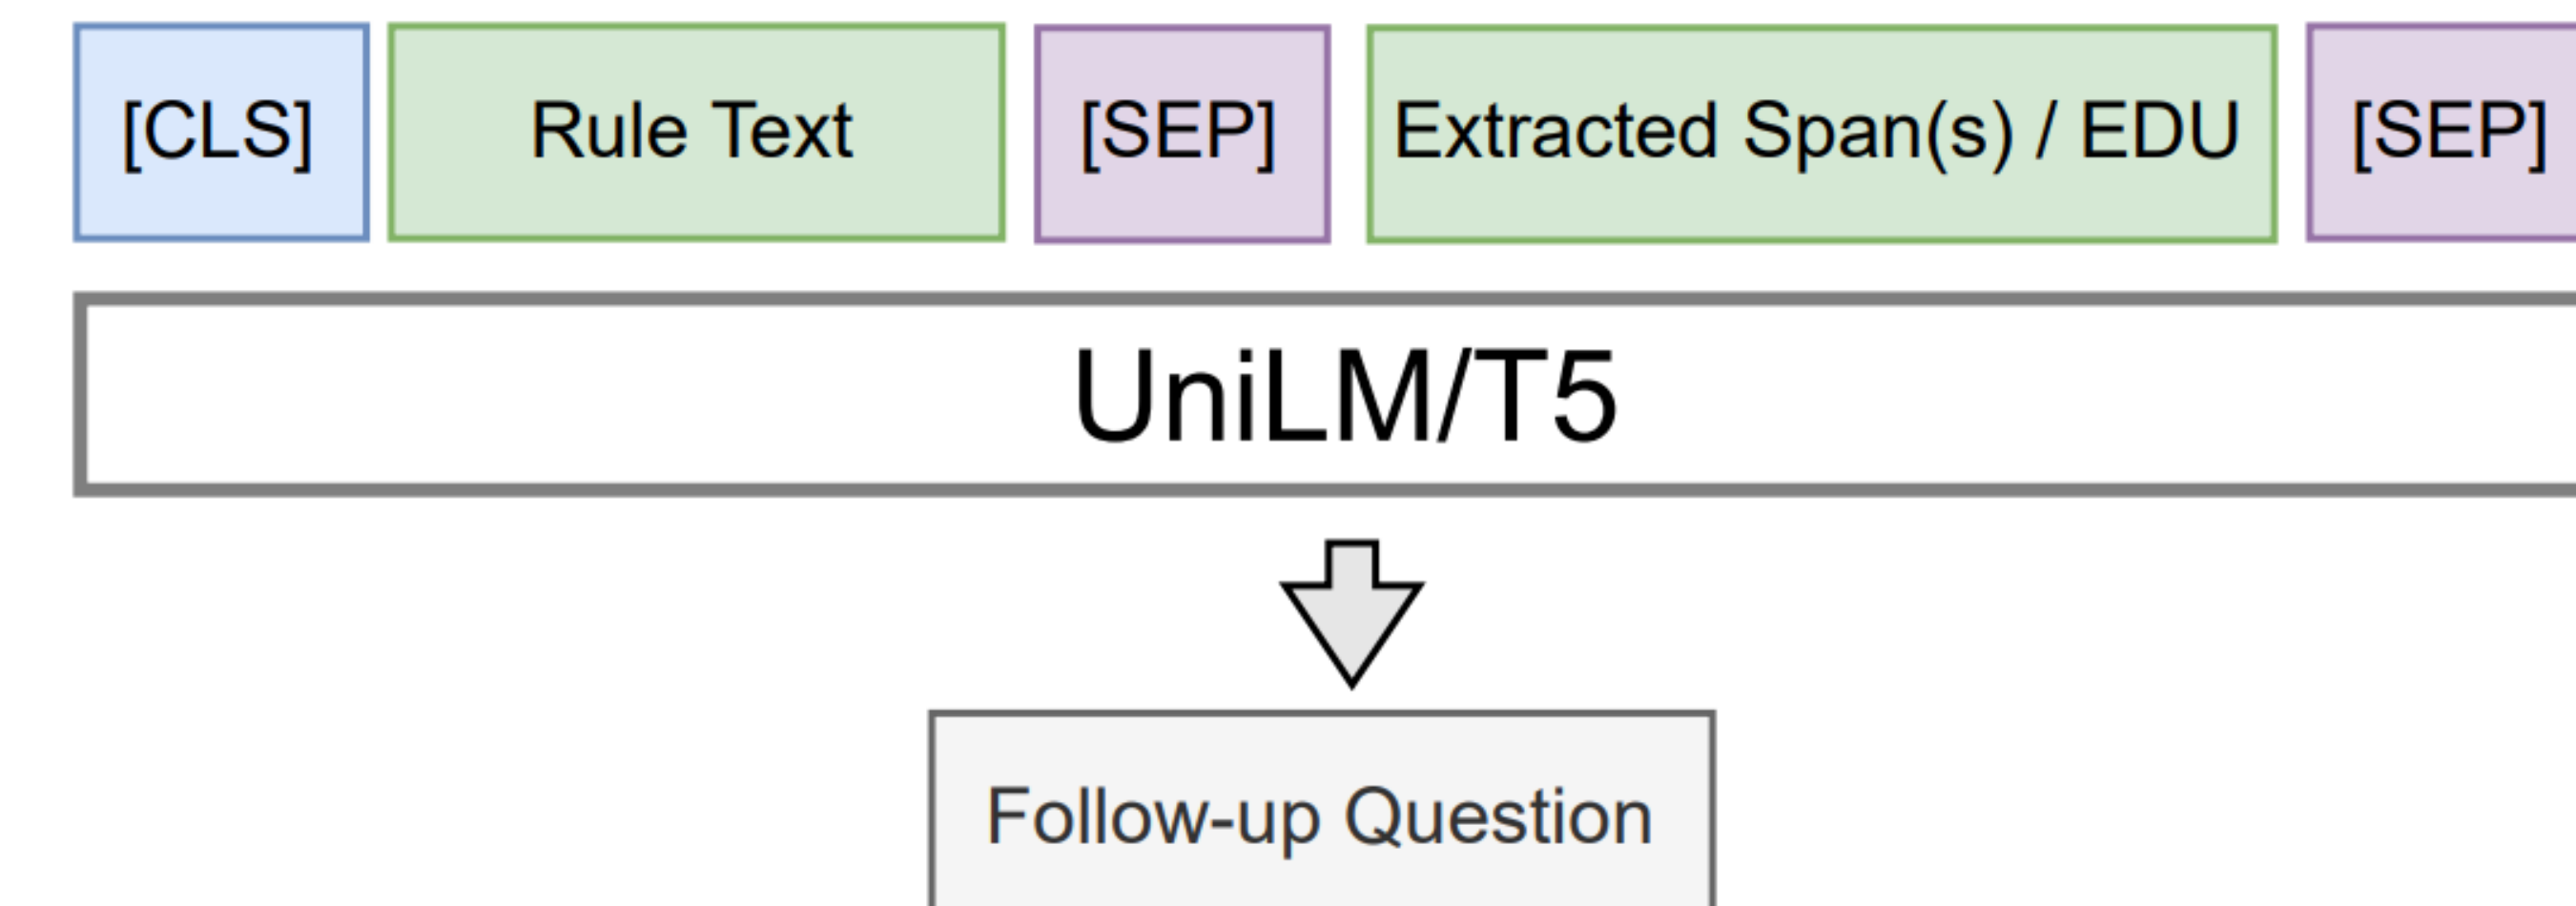 [CLS] Rule Text [SEP] Extracted Span(s) / EDU [SEP]
UniLM/T5
Follow-up Question